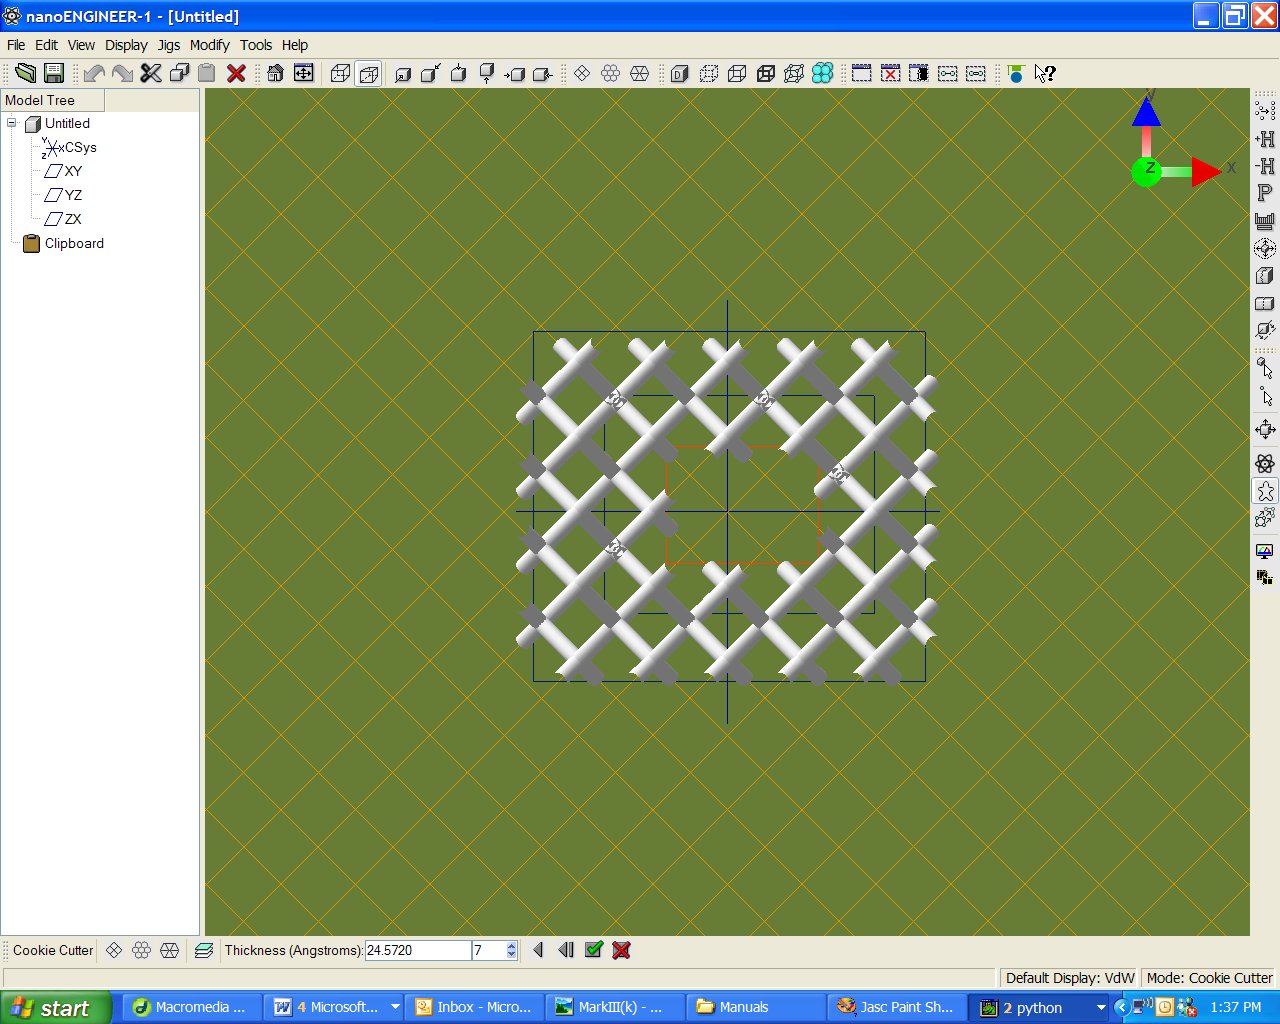 nanoENGINEER-1 - [Untitled]
File Edit View Display Jigs Modify Tools Help
Model Tree
Untitled
CSys
XY
YZ
ZX
Clipboard
Y
Z X
+H
-H
P
Cookie Cutter Thickness (Angstroms): 24.5720 7
Default Display: VdW Mode: Cookie Cutter
start Macromedia ... 4 Microsoft... Inbox - Micro... MarkIII(k) - ... Manuals Jasc Paint Sh... 2 python 1:37 PM